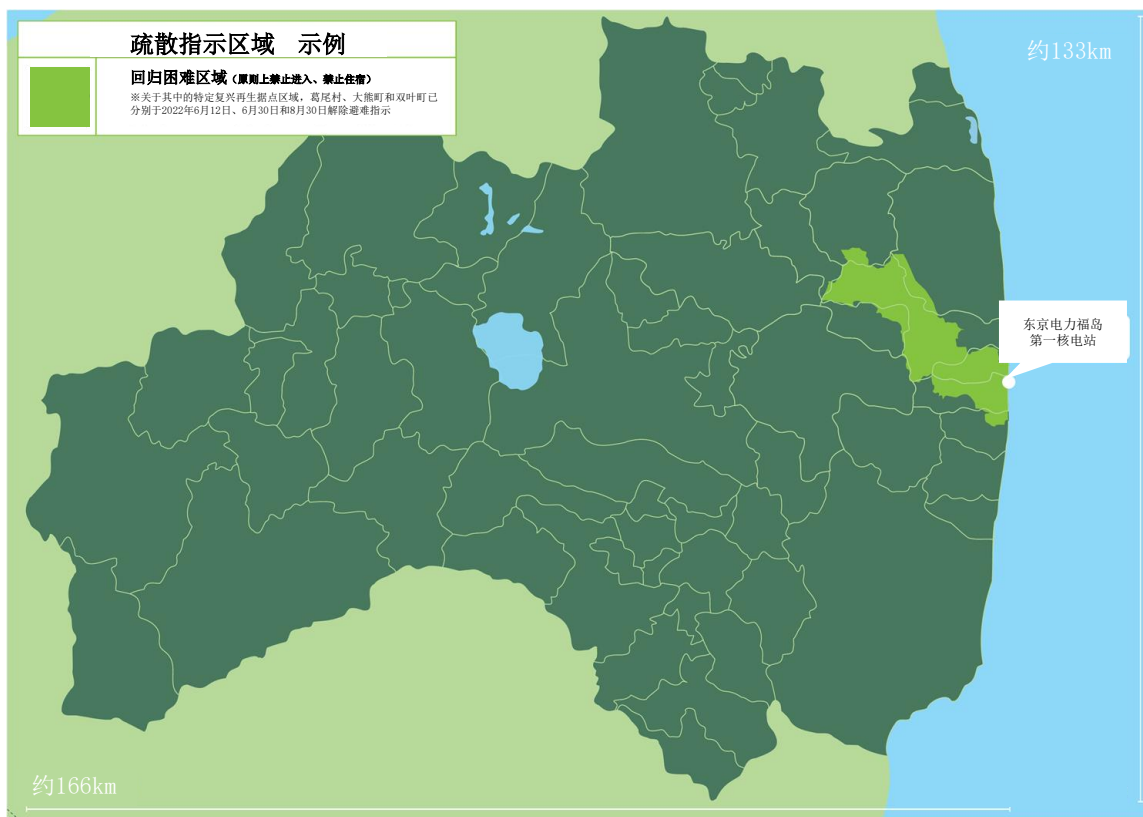 疏散指示区域　示例
回归困难区域（原则上禁止进入、禁止住宿）
※关于其中的特定复兴再生据点区域，葛尾村、大熊町和双叶町已
分别于2022年6月12日、6月30日和8月30日解除避难指示
约133km
东京电力福岛
第一核电站
约166km